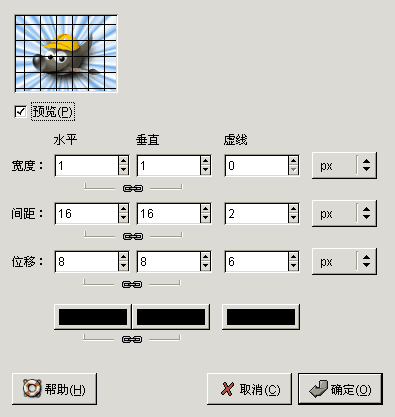 预览(P)
水平 垂直 虚线
宽度： 1 1 0 px
间距： 16 16 2 px
位移： 8 8 6 px
帮助(H) 取消(C) 确定(O)